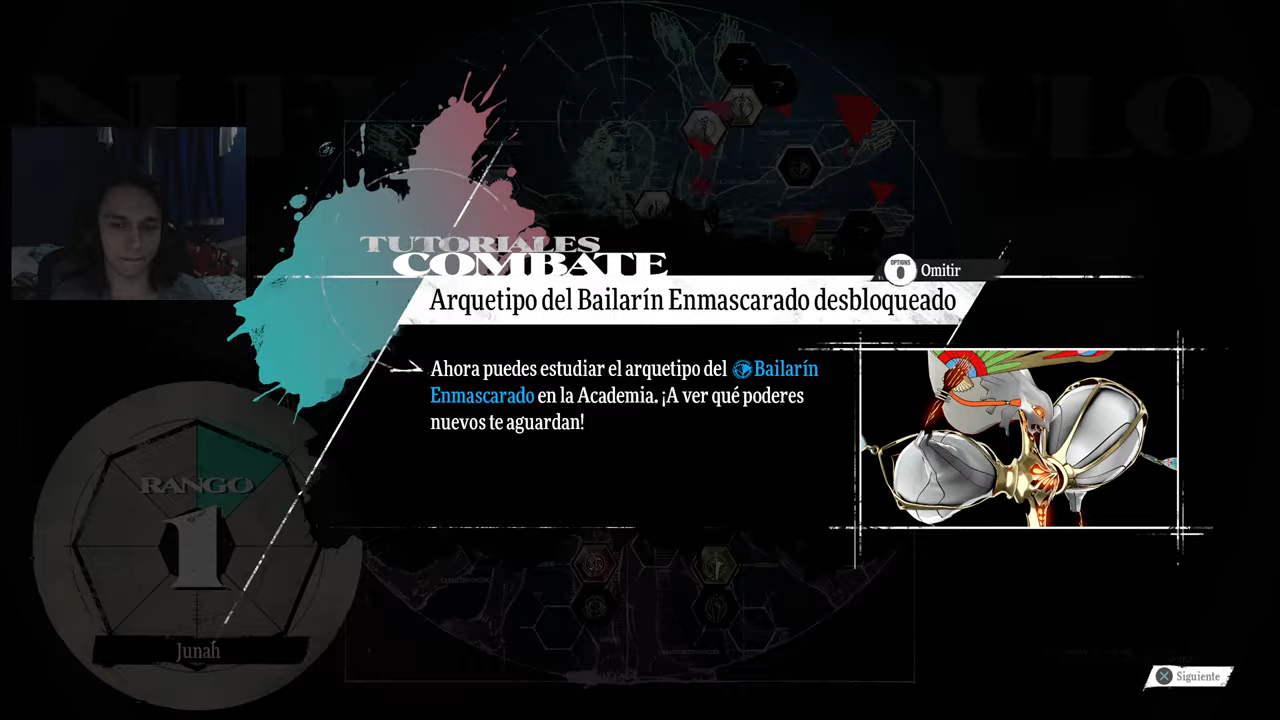 TUTORIALES
COMBATE
OPTIONS
Omitir
Arquetipo del Bailarín Enmascarado desbloqueado
Ahora puedes estudiar el arquetipo del Bailarín
Enmascarado en la Academia. ¡A ver qué poderes
nuevos te aguardan!
RANGO
1
Junah
Siguiente